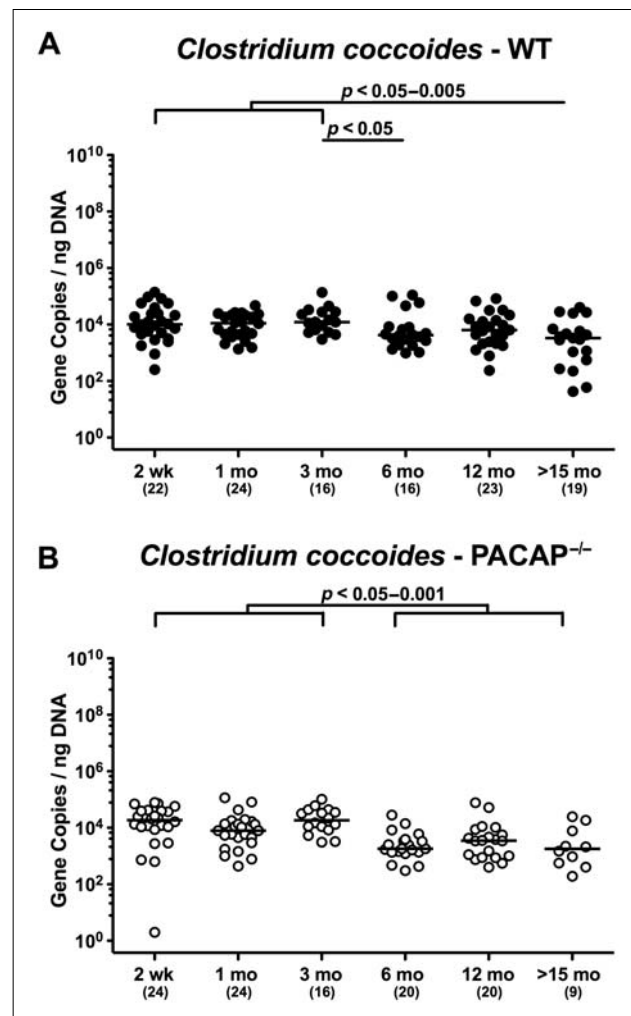 A
Clostridium coccoides - WT
p < 0.05–0.005
p < 0.05
Gene Copies / ng DNA
10^10
10^8
10^6
10^4
10^2
10^0
2 wk 1 mo 3 mo 6 mo 12 mo >15 mo
(22) (24) (16) (16) (23) (19)
B
Clostridium coccoides - PACAP^−/−
p < 0.05–0.001
Gene Copies / ng DNA
10^10
10^8
10^6
10^4
10^2
10^0
2 wk 1 mo 3 mo 6 mo 12 mo >15 mo
(24) (24) (16) (20) (20) (9)